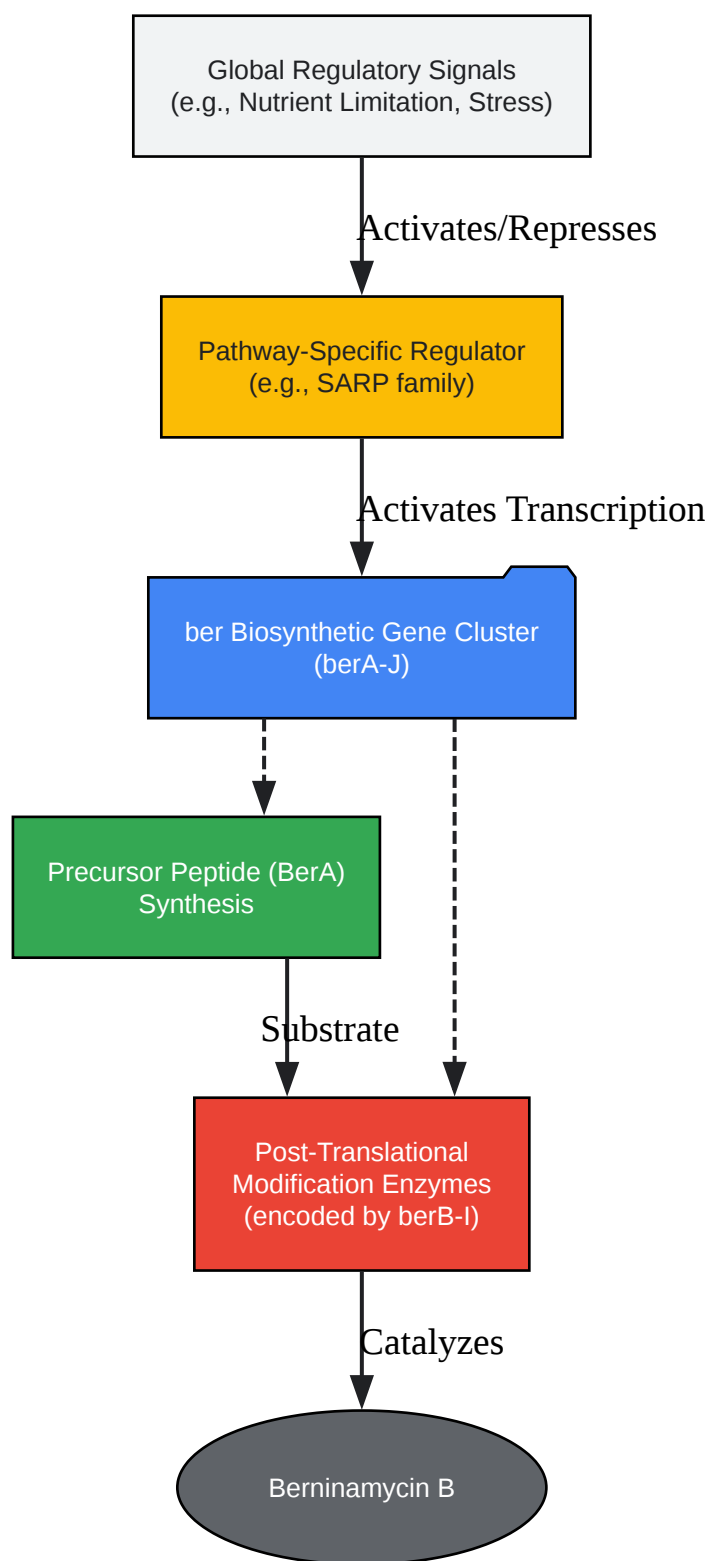 Global Regulatory Signals
(e.g., Nutrient Limitation, Stress)
Activates/Represses
Pathway-Specific Regulator
(e.g., SARP family)
Activates Transcription
ber Biosynthetic Gene Cluster
(berA-J)
Precursor Peptide (BerA)
Synthesis
Substrate
Post-Translational
Modification Enzymes
(encoded by berB-I)
Catalyzes
Berninamycin B